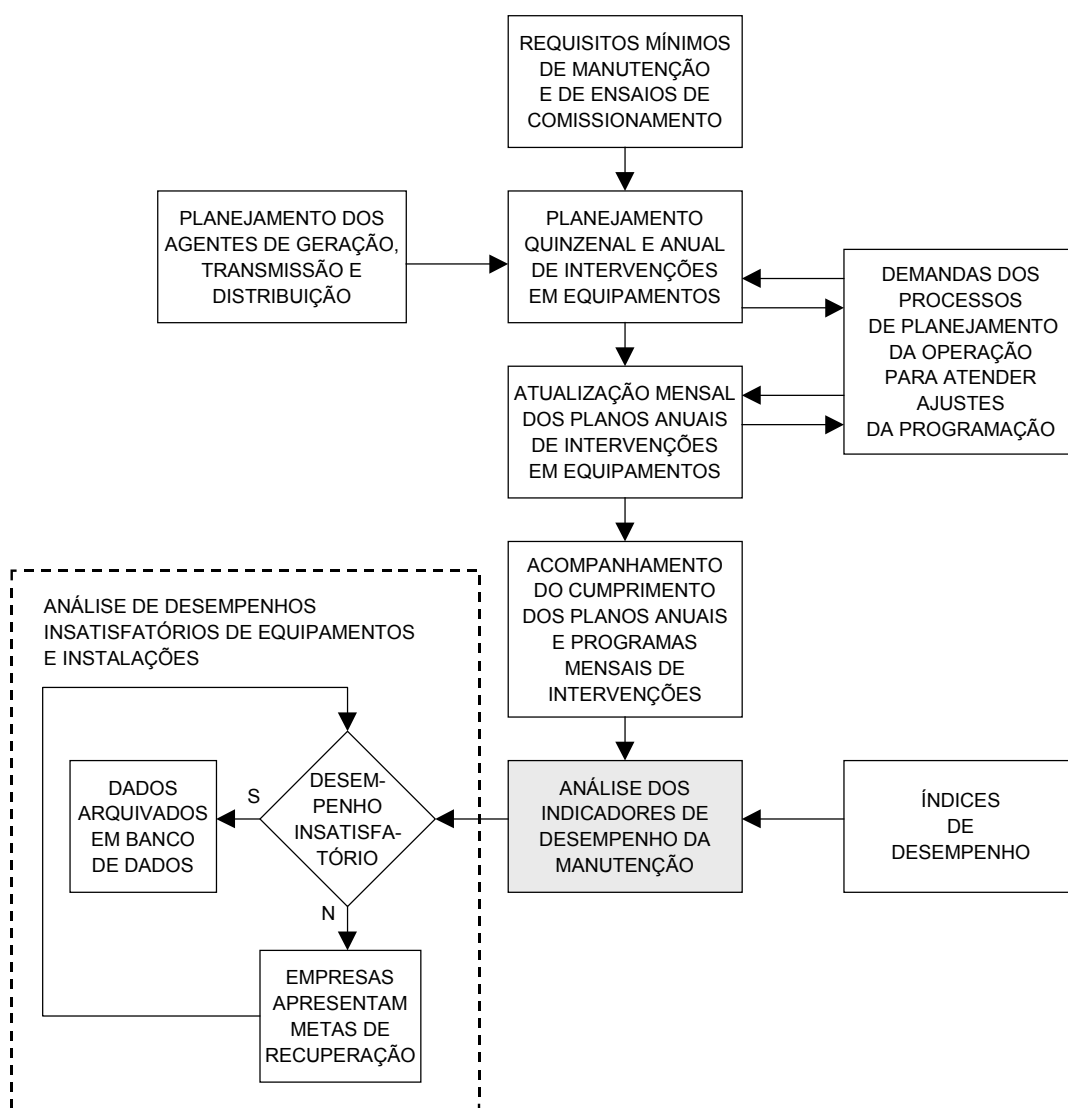 REQUISITOS MÍNIMOS
DE MANUTENÇÃO
E DE ENSAIOS DE
COMISSIONAMENTO
PLANEJAMENTO DOS
AGENTES DE GERAÇÃO,
TRANSMISSÃO E
DISTRIBUIÇÃO
PLANEJAMENTO
QUINZENAL E ANUAL
DE INTERVENÇÕES
EM EQUIPAMENTOS
DEMANDAS DOS
PROCESSOS
DE PLANEJAMENTO
DA OPERAÇÃO
PARA ATENDER
AJUSTES
DA PROGRAMAÇÃO
ATUALIZAÇÃO MENSAL
DOS PLANOS ANUAIS
DE INTERVENÇÕES
EM EQUIPAMENTOS
ACOMPANHAMENTO
DO CUMPRIMENTO
DOS PLANOS ANUAIS
E PROGRAMAS
MENSAIS DE
INTERVENÇÕES
ANÁLISE DE DESEMPENHOS
INSATISFATÓRIOS DE EQUIPAMENTOS
E INSTALAÇÕES
DADOS
ARQUIVADOS
EM BANCO
DE DADOS
S
DESEM-
PENHO
INSATISFA-
TÓRIO
N
ANÁLISE DOS
INDICADORES DE
DESEMPENHO DA
MANUTENÇÃO
ÍNDICES
DE
DESEMPENHO
EMPRESAS
APRESENTAM
METAS DE
RECUPERAÇÃO